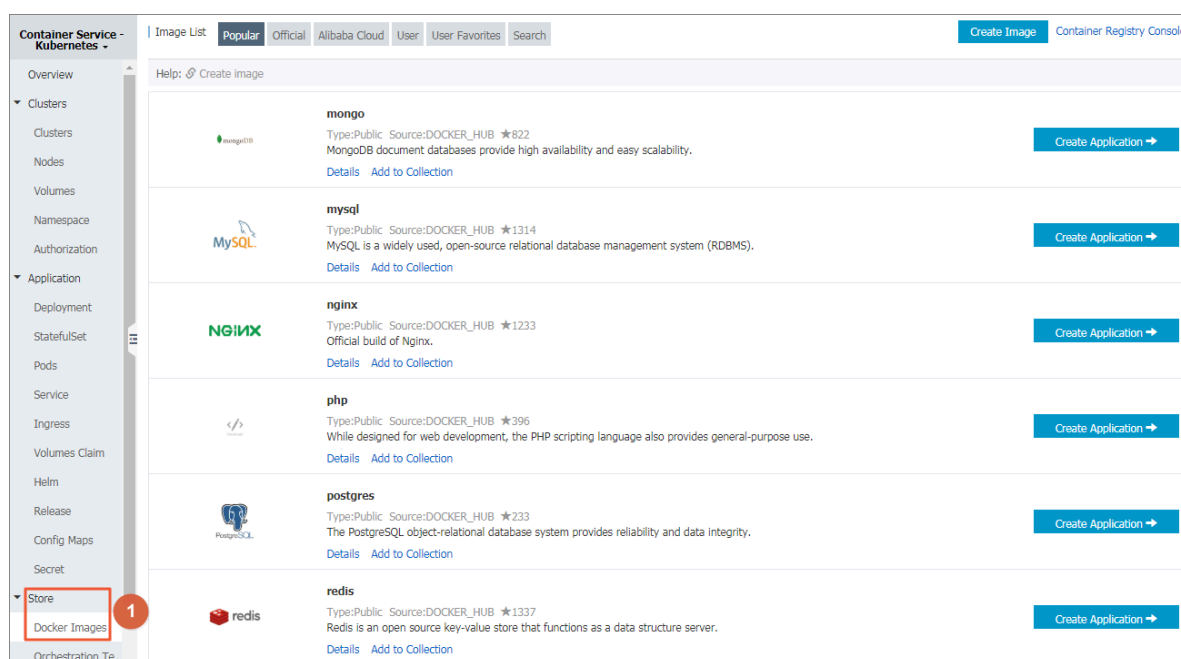 Container Service -
Kubernetes
Overview
Clusters
Clusters
Nodes
Volumes
Namespace
Authorization
Application
Deployment
StatefulSet
Pods
Service
Ingress
Volumes Claim
Helm
Release
Config Maps
Secret
Store
Docker Images
1
Orchestration Te
Image List Popular Official Alibaba Cloud User User Favorites Search Create Image Container Registry Consol
Help: Create image
mongoDB
mongo
Type:Public Source:DOCKER_HUB ★822
MongoDB document databases provide high availability and easy scalability.
Details Add to Collection
Create Application
MySQL
mysql
Type:Public Source:DOCKER_HUB ★1314
MySQL is a widely used, open-source relational database management system (RDBMS).
Details Add to Collection
Create Application
NGINX
nginx
Type:Public Source:DOCKER_HUB ★1233
Official build of Nginx.
Details Add to Collection
Create Application
php
Type:Public Source:DOCKER_HUB ★396
While designed for web development, the PHP scripting language also provides general-purpose use.
Details Add to Collection
Create Application
PostgreSQL
postgres
Type:Public Source:DOCKER_HUB ★233
The PostgreSQL object-relational database system provides reliability and data integrity.
Details Add to Collection
Create Application
redis
redis
Type:Public Source:DOCKER_HUB ★1337
Redis is an open source key-value store that functions as a data structure server.
Details Add to Collection
Create Application